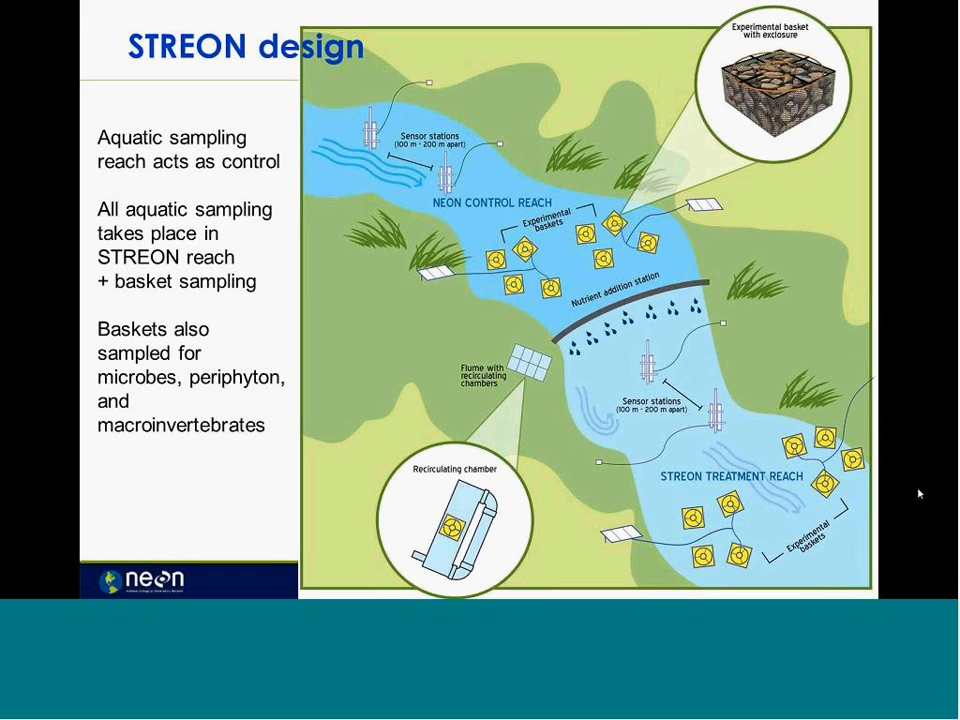 STREON design
Aquatic sampling
reach acts as control
All aquatic sampling
takes place in
STREON reach
+ basket sampling
Baskets also
sampled for
microbes, periphyton,
and
macroinvertebrates
Experimental basket
with exclosure
Sensor stations
(100 m - 200 m apart)
NEON CONTROL REACH
Experimental
baskets
Nutrient addition station
Flume with
recirculating
chambers
Sensor stations
(100 m - 200 m apart)
Recirculating chamber
STREON TREATMENT REACH
Experimental
baskets
neon